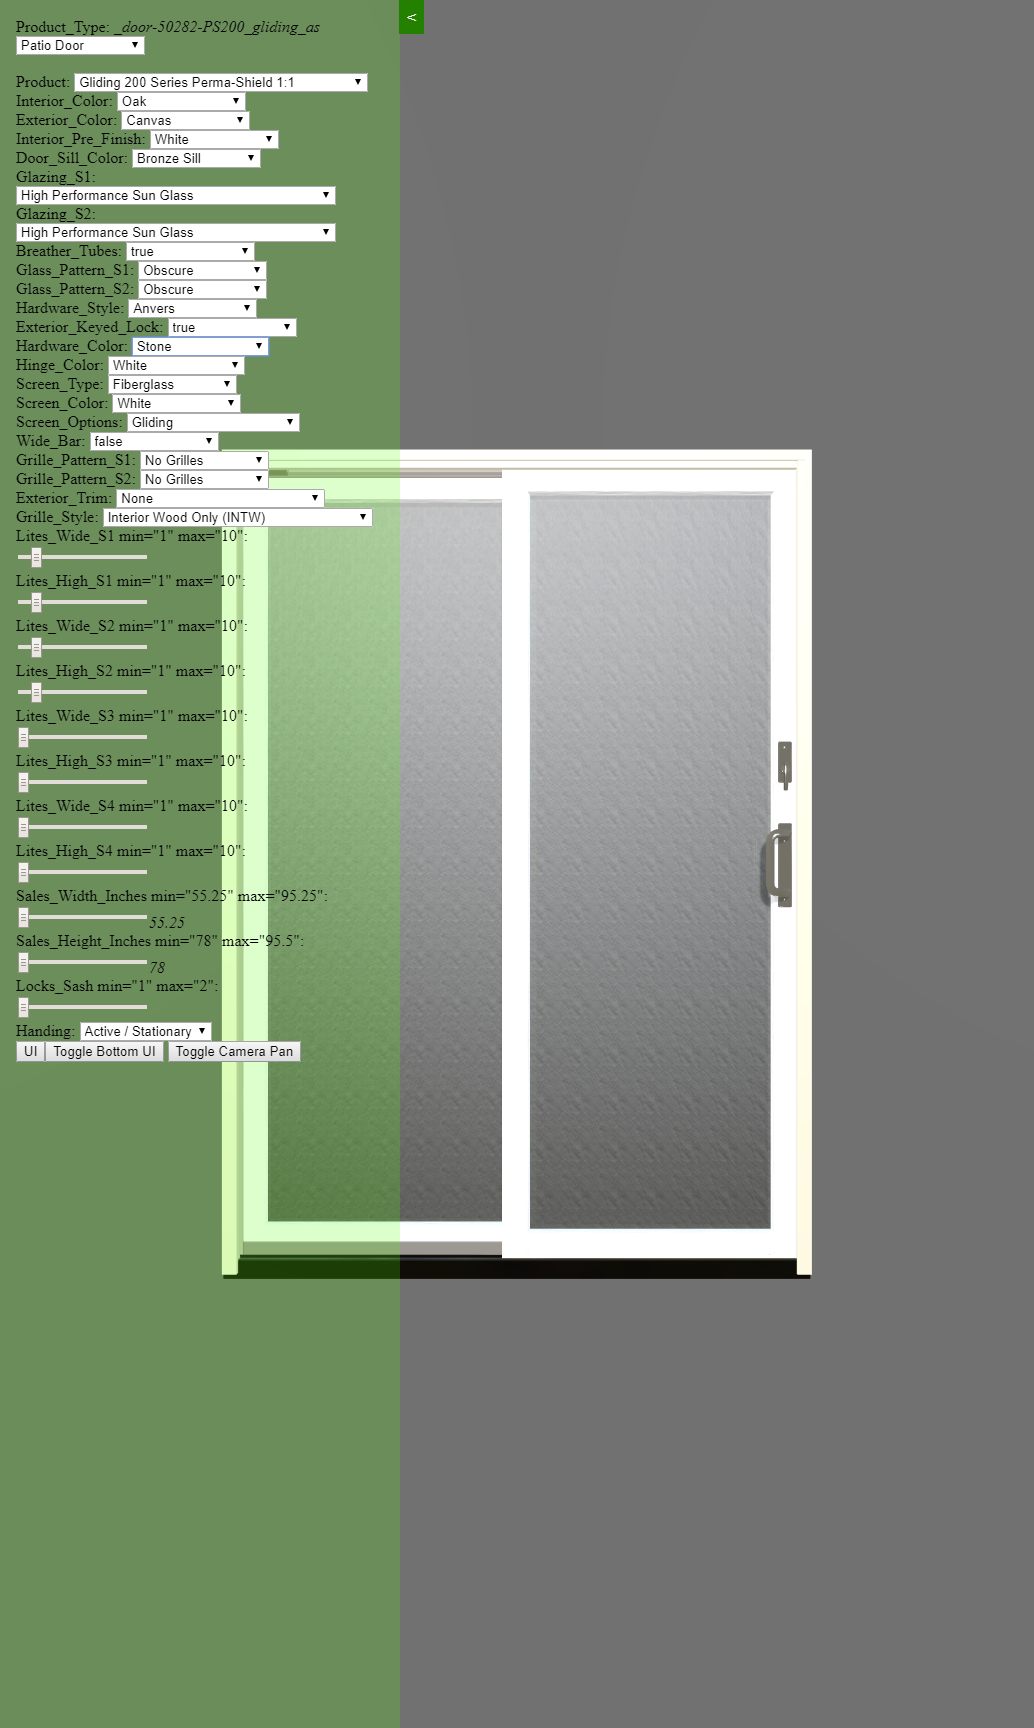 <
Product_Type: _door-50282-PS200_gliding_as
Patio Door
Product: Gliding 200 Series Perma-Shield 1:1
Interior_Color: Oak
Exterior_Color: Canvas
Interior_Pre_Finish: White
Door_Sill_Color: Bronze Sill
Glazing_S1:
High Performance Sun Glass
Glazing_S2:
High Performance Sun Glass
Breather_Tubes: true
Glass_Pattern_S1: Obscure
Glass_Pattern_S2: Obscure
Hardware_Style: Anvers
Exterior_Keyed_Lock: true
Hardware_Color: Stone
Hinge_Color: White
Screen_Type: Fiberglass
Screen_Color: White
Screen_Options: Gliding
Wide_Bar: false
Grille_Pattern_S1: No Grilles
Grille_Pattern_S2: No Grilles
Exterior_Trim: None
Grille_Style: Interior Wood Only (INTW)
Lites_Wide_S1 min="1" max="10":
Lites_High_S1 min="1" max="10":
Lites_Wide_S2 min="1" max="10":
Lites_High_S2 min="1" max="10":
Lites_Wide_S3 min="1" max="10":
Lites_High_S3 min="1" max="10":
Lites_Wide_S4 min="1" max="10":
Lites_High_S4 min="1" max="10":
Sales_Width_Inches min="55.25" max="95.25":
55.25
Sales_Height_Inches min="78" max="95.5":
78
Locks_Sash min="1" max="2":
Handing: Active / Stationary
UI Toggle Bottom UI Toggle Camera Pan